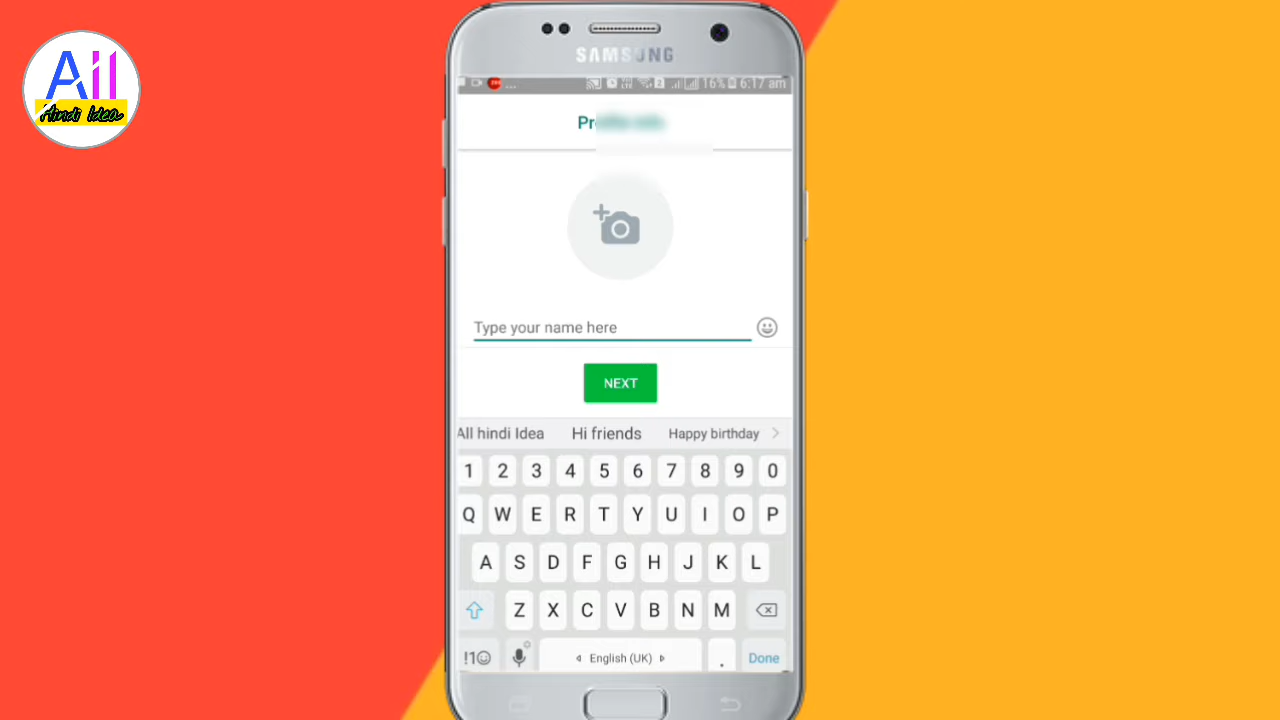 All
Hindi Idea
SAMSUNG
... 2 16% 6:17 am
Type your name here
NEXT
All hindi Idea Hi friends Happy birthday
1 2 3 4 5 6 7 8 9 0
Q W E R T Y U I O P
A S D F G H J K L
Z X C V B N M
!1☺ English (UK) . Done